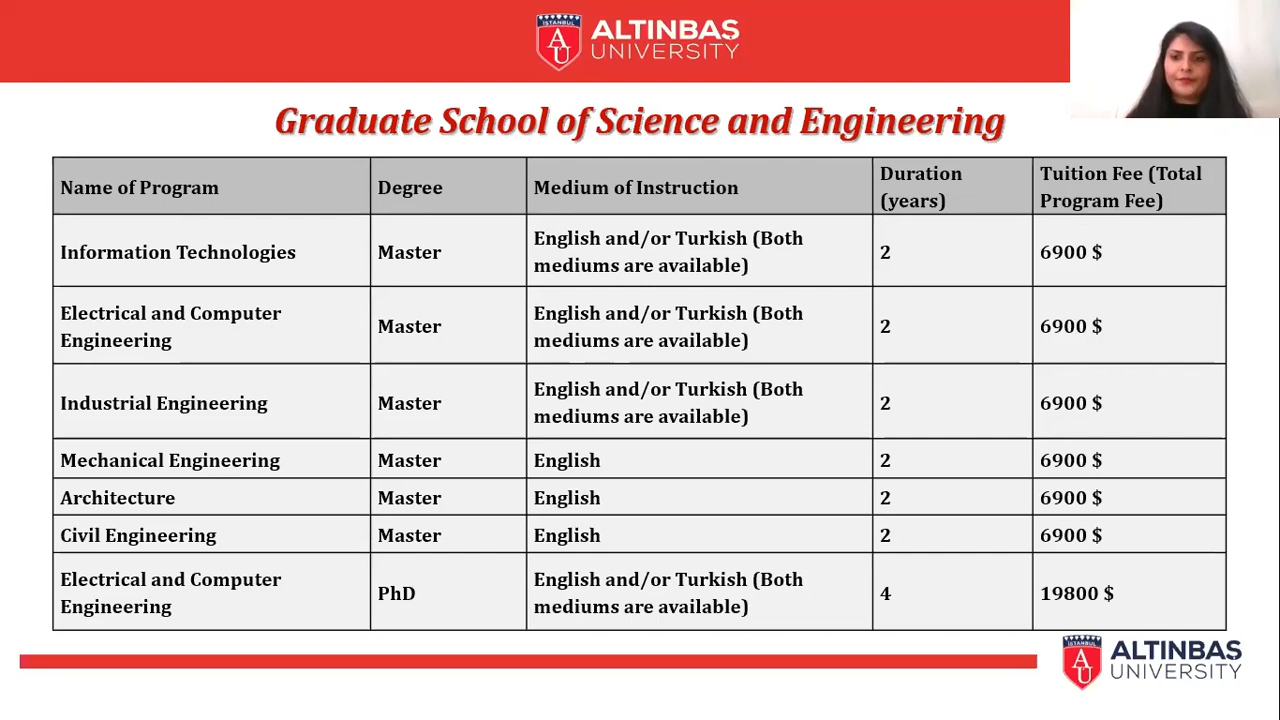 ISTANBUL
AU
ALTINBAS
UNIVERSITY
Graduate School of Science and Engineering
Name of Program
Degree
Medium of Instruction
Duration
(years)
Tuition Fee (Total
Program Fee)
Information Technologies
Master
English and/or Turkish (Both
mediums are available)
2
6900 $
Electrical and Computer
Engineering
Master
English and/or Turkish (Both
mediums are available)
2
6900 $
Industrial Engineering
Master
English and/or Turkish (Both
mediums are available)
2
6900 $
Mechanical Engineering
Master
English
2
6900 $
Architecture
Master
English
2
6900 $
Civil Engineering
Master
English
2
6900 $
Electrical and Computer
Engineering
PhD
English and/or Turkish (Both
mediums are available)
4
19800 $
ISTANBUL
AU
ALTINBAS
UNIVERSITY